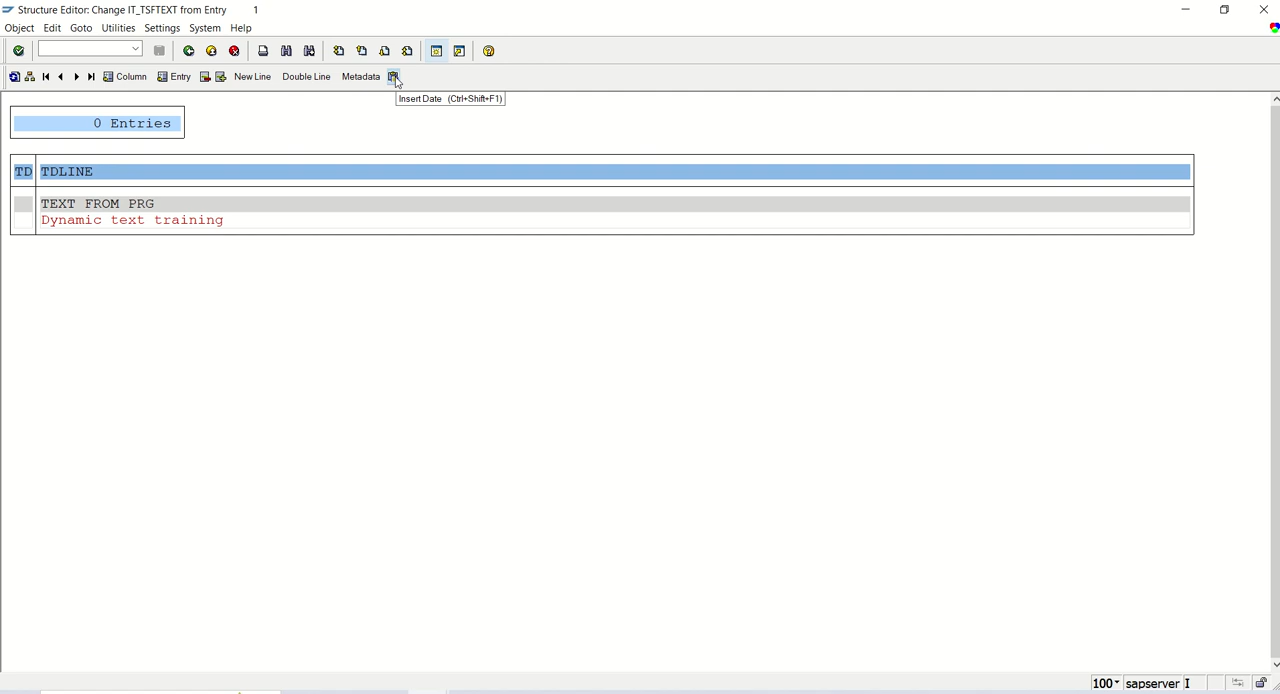 Structure Editor: Change IT_TSFTEXT from Entry 1
Object Edit Goto Utilities Settings System Help
Column Entry New Line Double Line Metadata
Insert Date (Ctrl+Shift+F1)
0 Entries
TD TDLINE
TEXT FROM PRG
Dynamic text training
100 sapserver